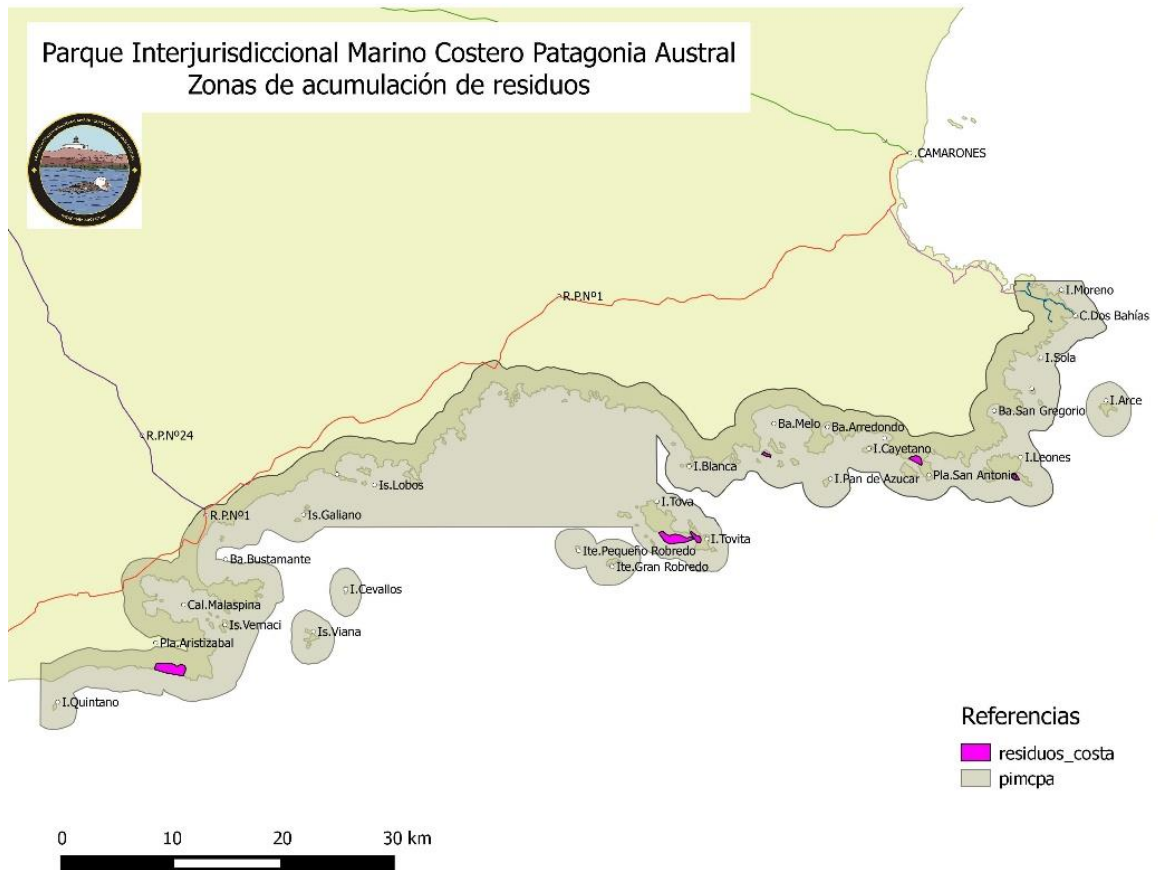 Parque Interjurisdiccional Marino Costero Patagonia Austral
Zonas de acumulación de residuos
.CAMARONES
I.Moreno
R.P.Nº1
C.Dos Bahías
I.Sola
I.Arce
Ba.San Gregorio
Ba.Melo
Ba.Arredondo
R.P.Nº24
I.Cayetano
I.Leones
I.Blanca
Pla.San Antonio
I.Pan de Azucar
Is.Lobos
I.Tova
R.P.Nº1
Is.Galiano
I.Tovita
Ite.Pequeño Robredo
Ba.Bustamante
Ite.Gran Robredo
I.Cevallos
Cal.Malaspina
Is.Vernaci
Is.Viana
Pla.Aristizabal
I.Quintano
Referencias
residuos_costa
pimcpa
0 10 20 30 km